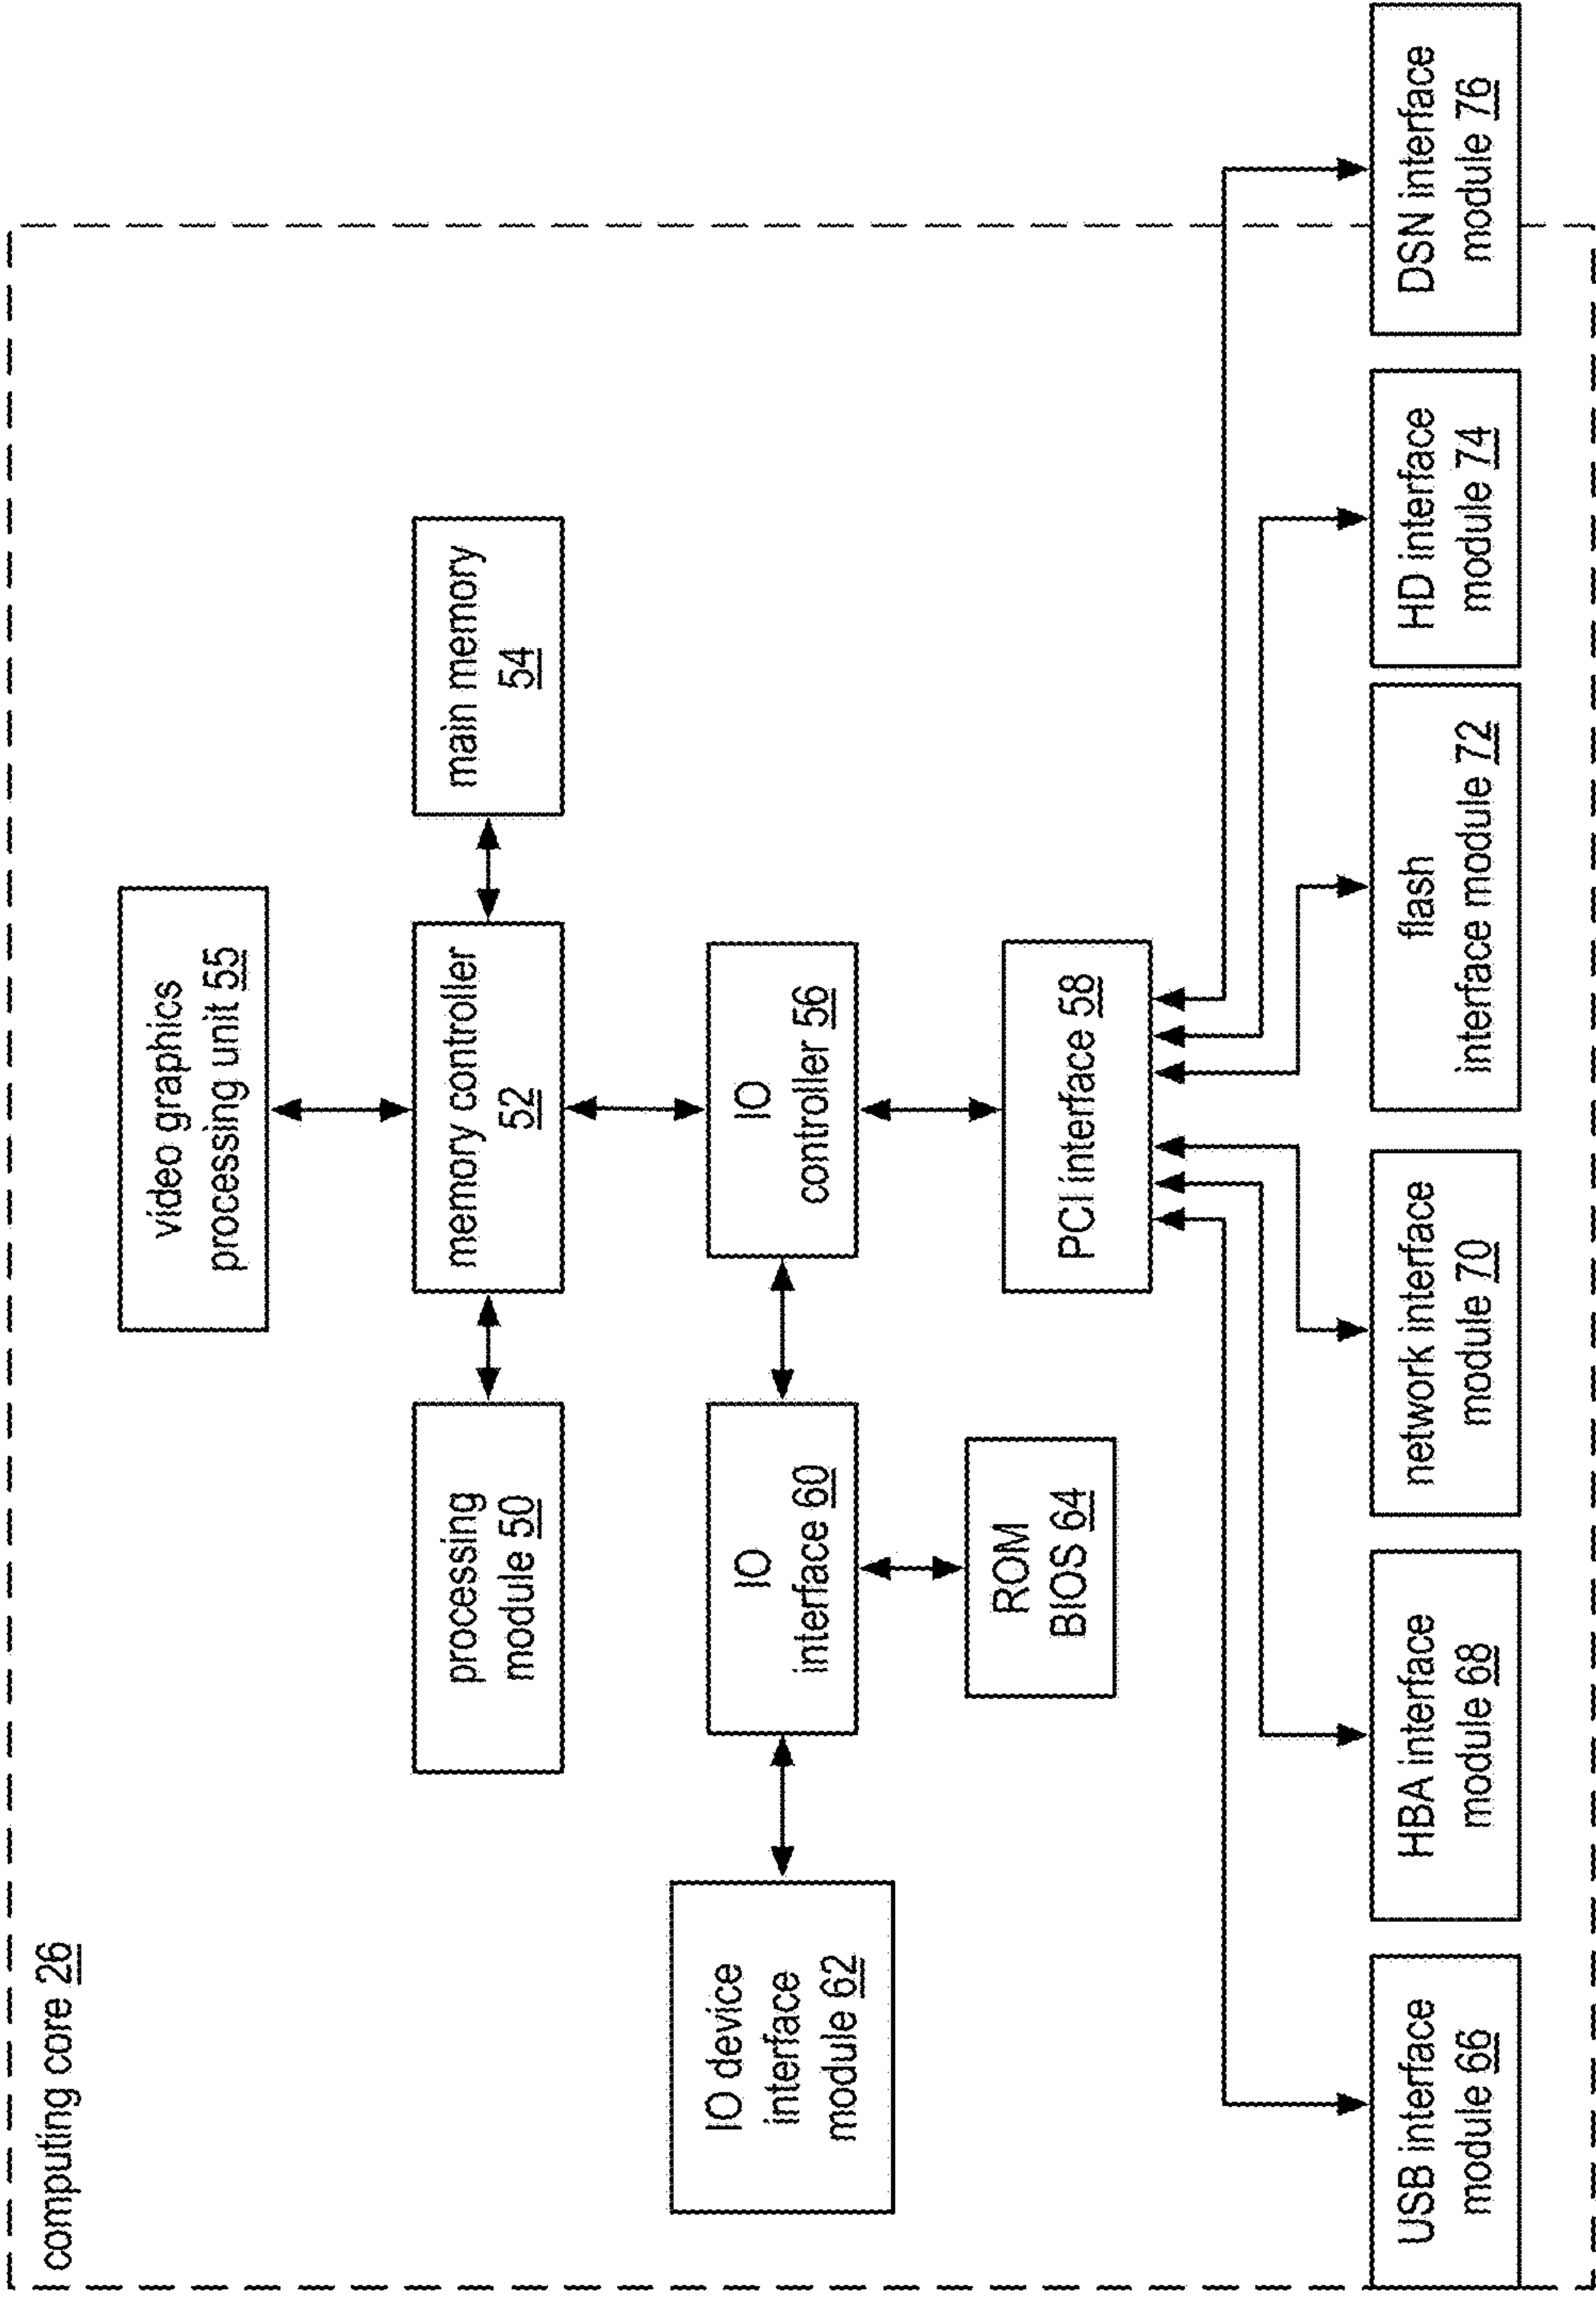 computing core 26
video graphics
processing unit 55
processing
module 50
memory controller
52
main memory
54
IO device
interface
module 62
IO
interface 60
IO
controller 56
ROM
BIOS 64
PCI interface 58
USB interface
module 66
HBA interface
module 68
network interface
module 70
flash
interface module 72
HD interface
module 74
DSN interface
module 76